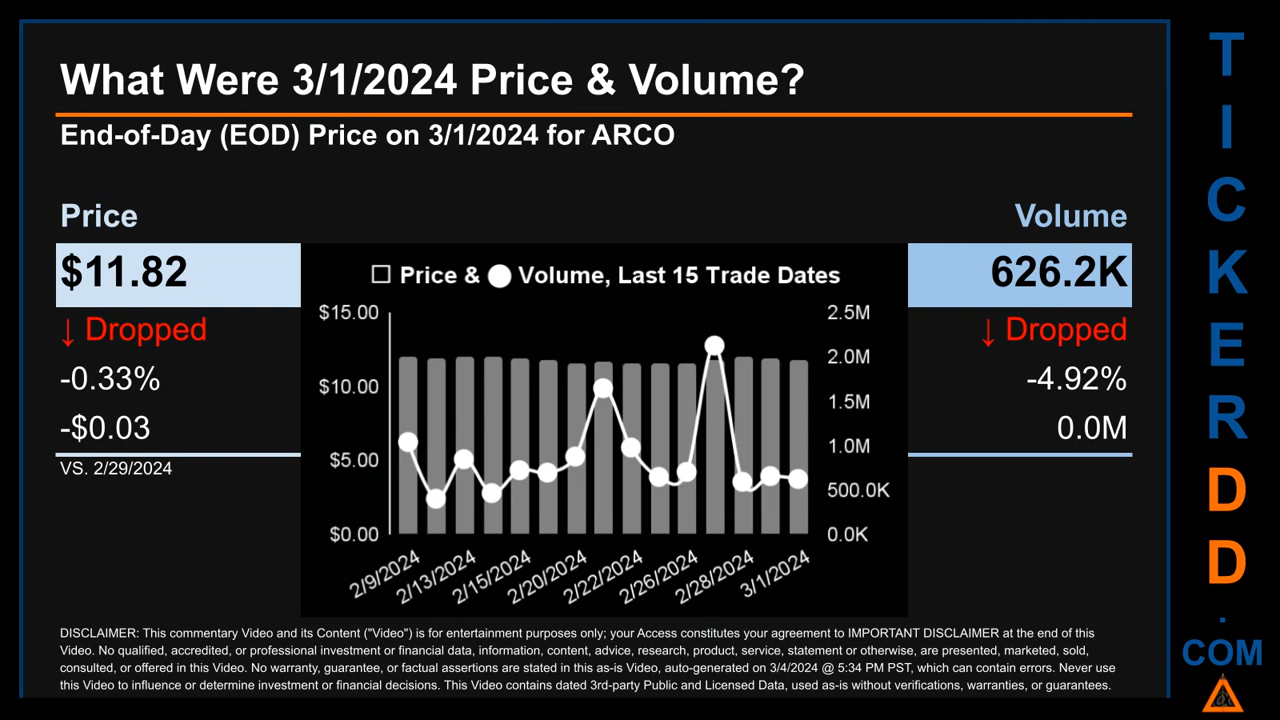 What Were 3/1/2024 Price & Volume?
End-of-Day (EOD) Price on 3/1/2024 for ARCO
Price
$11.82
↓ Dropped
-0.33%
-$0.03
VS. 2/29/2024
Price & Volume, Last 15 Trade Dates
$15.00
$10.00
$5.00
$0.00
2.5M
2.0M
1.5M
1.0M
500.0K
0.0K
2/9/2024
2/13/2024
2/15/2024
2/20/2024
2/22/2024
2/26/2024
2/28/2024
3/1/2024
Volume
626.2K
↓ Dropped
-4.92%
0.0M
DISCLAIMER: This commentary Video and its Content ("Video") is for entertainment purposes only; your Access constitutes your agreement to IMPORTANT DISCLAIMER at the end of this
Video. No qualified, accredited, or professional investment or financial data, information, content, advice, research, product, service, statement or otherwise, are presented, marketed, sold,
consulted, or offered in this Video. No warranty, guarantee, or factual assertions are stated in this as-is Video, auto-generated on 3/4/2024 @ 5:34 PM PST, which can contain errors. Never use
this Video to influence or determine investment or financial decisions. This Video contains dated 3rd-party Public and Licensed Data, used as-is without verifications, warranties, or guarantees.
T
I
C
K
E
R
D
D
.
COM